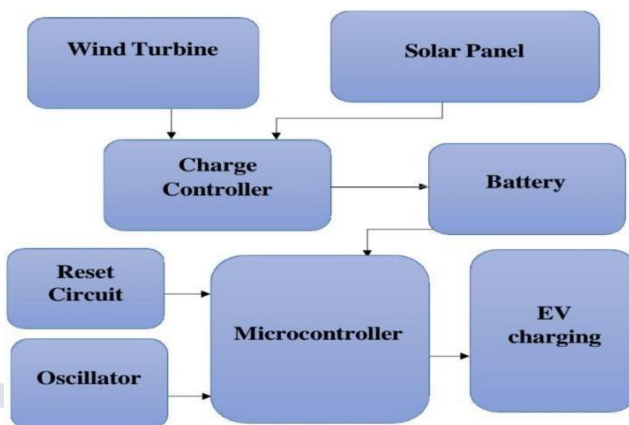 Wind Turbine
Solar Panel
Charge
Controller
Battery
Reset
Circuit
Microcontroller
EV
charging
Oscillator